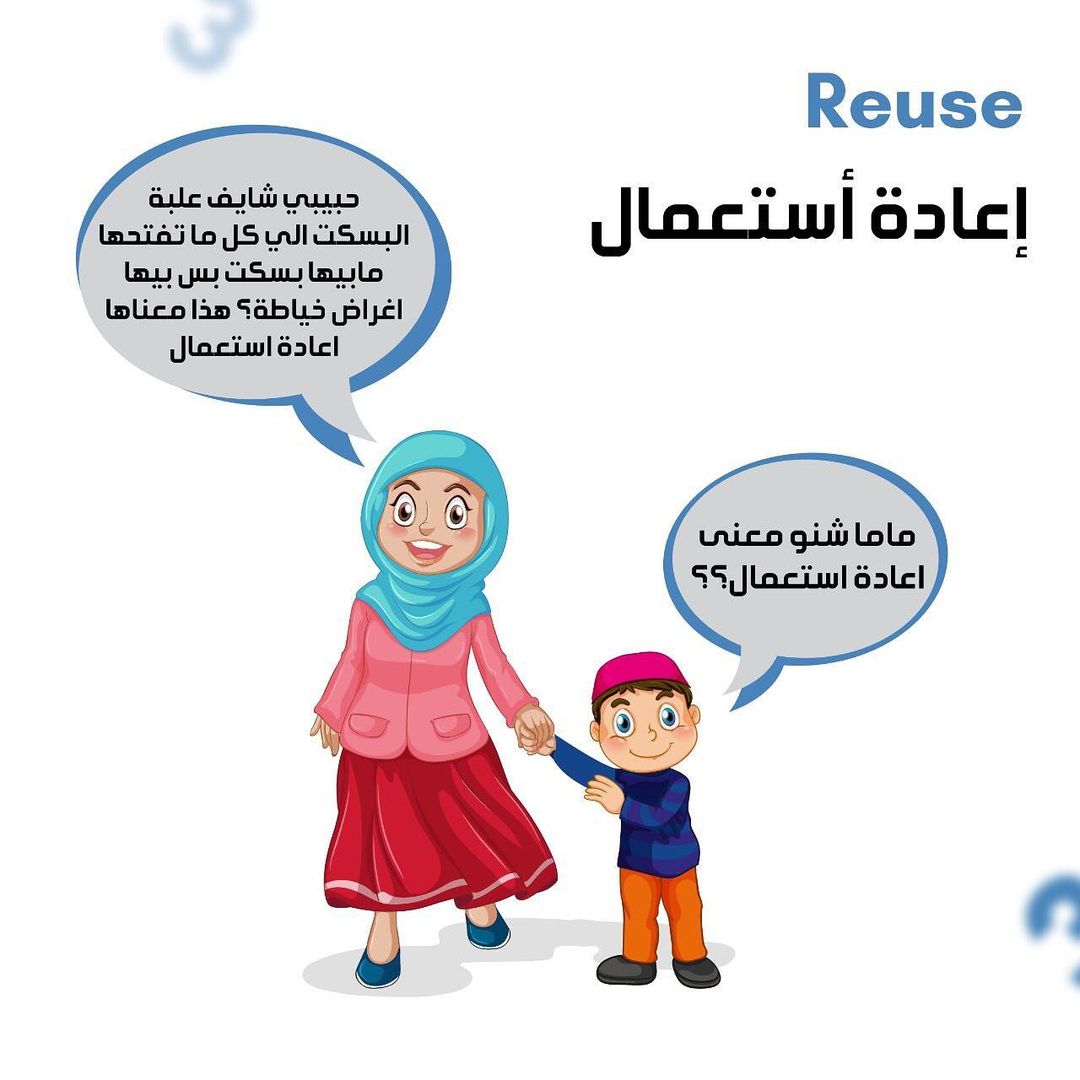 Reuse
إعادة أستعمال
حبيبي شايف علبة
البسكت الي كل ما تفتحها
مابيها بسكت بس بيها
اغراض خياطة؟ هذا معناها
اعادة استعمال
ماما شنو معنى
اعادة استعمال؟؟